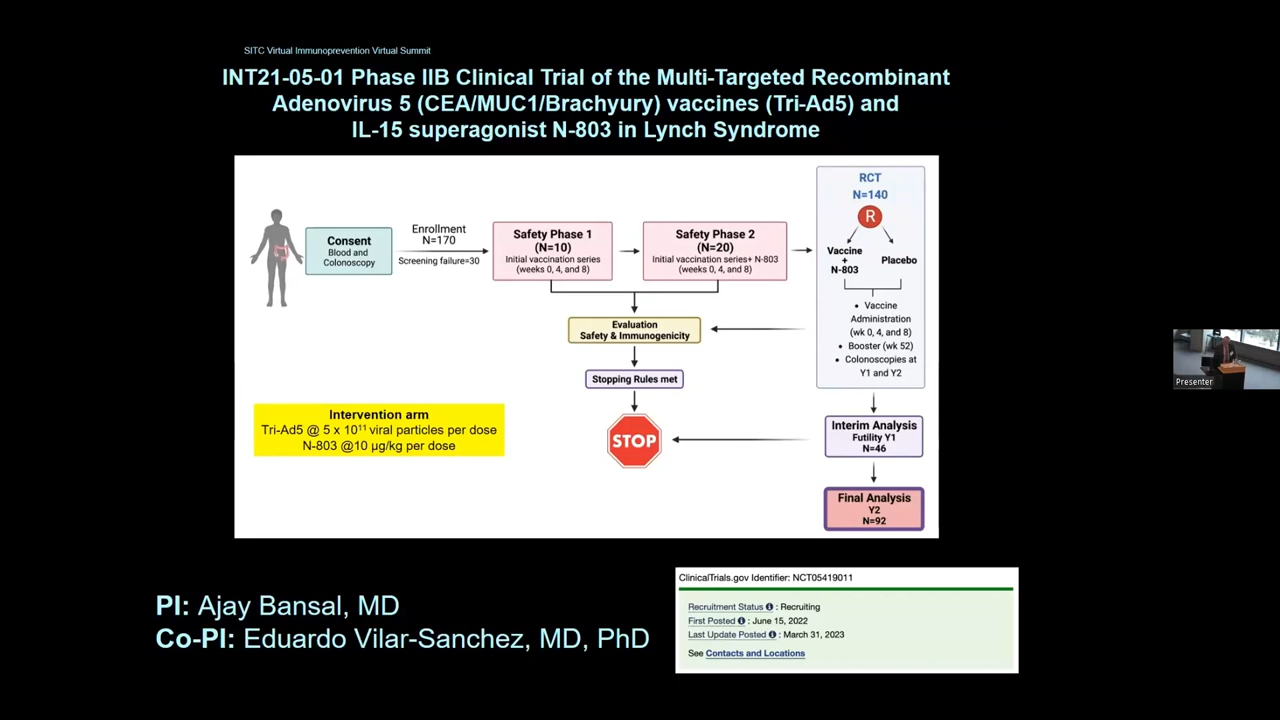 SITC Virtual Immunoprevention Virtual Summit
INT21-05-01 Phase IIB Clinical Trial of the Multi-Targeted Recombinant
Adenovirus 5 (CEA/MUC1/Brachyury) vaccines (Tri-Ad5) and
IL-15 superagonist N-803 in Lynch Syndrome
Consent
Blood and
Colonoscopy
Enrollment
N=170
Screening failure=30
Safety Phase 1
(N=10)
Initial vaccination series
(weeks 0, 4, and 8)
Safety Phase 2
(N=20)
Initial vaccination series+ N-803
(weeks 0, 4, and 8)
RCT
N=140
R
Vaccine
+
N-803
Placebo
• Vaccine
Administration
(wk 0, 4, and 8)
• Booster (wk 52)
• Colonoscopies at
Y1 and Y2
Evaluation
Safety & Immunogenicity
Stopping Rules met
STOP
Interim Analysis
Futility Y1
N=46
Final Analysis
Y2
N=92
Intervention arm
Tri-Ad5 @ 5 x 10¹¹ viral particles per dose
N-803 @10 µg/kg per dose
PI: Ajay Bansal, MD
Co-PI: Eduardo Vilar-Sanchez, MD, PhD
ClinicalTrials.gov Identifier: NCT05419011
Recruitment Status i : Recruiting
First Posted i : June 15, 2022
Last Update Posted i : March 31, 2023
See Contacts and Locations
Presenter